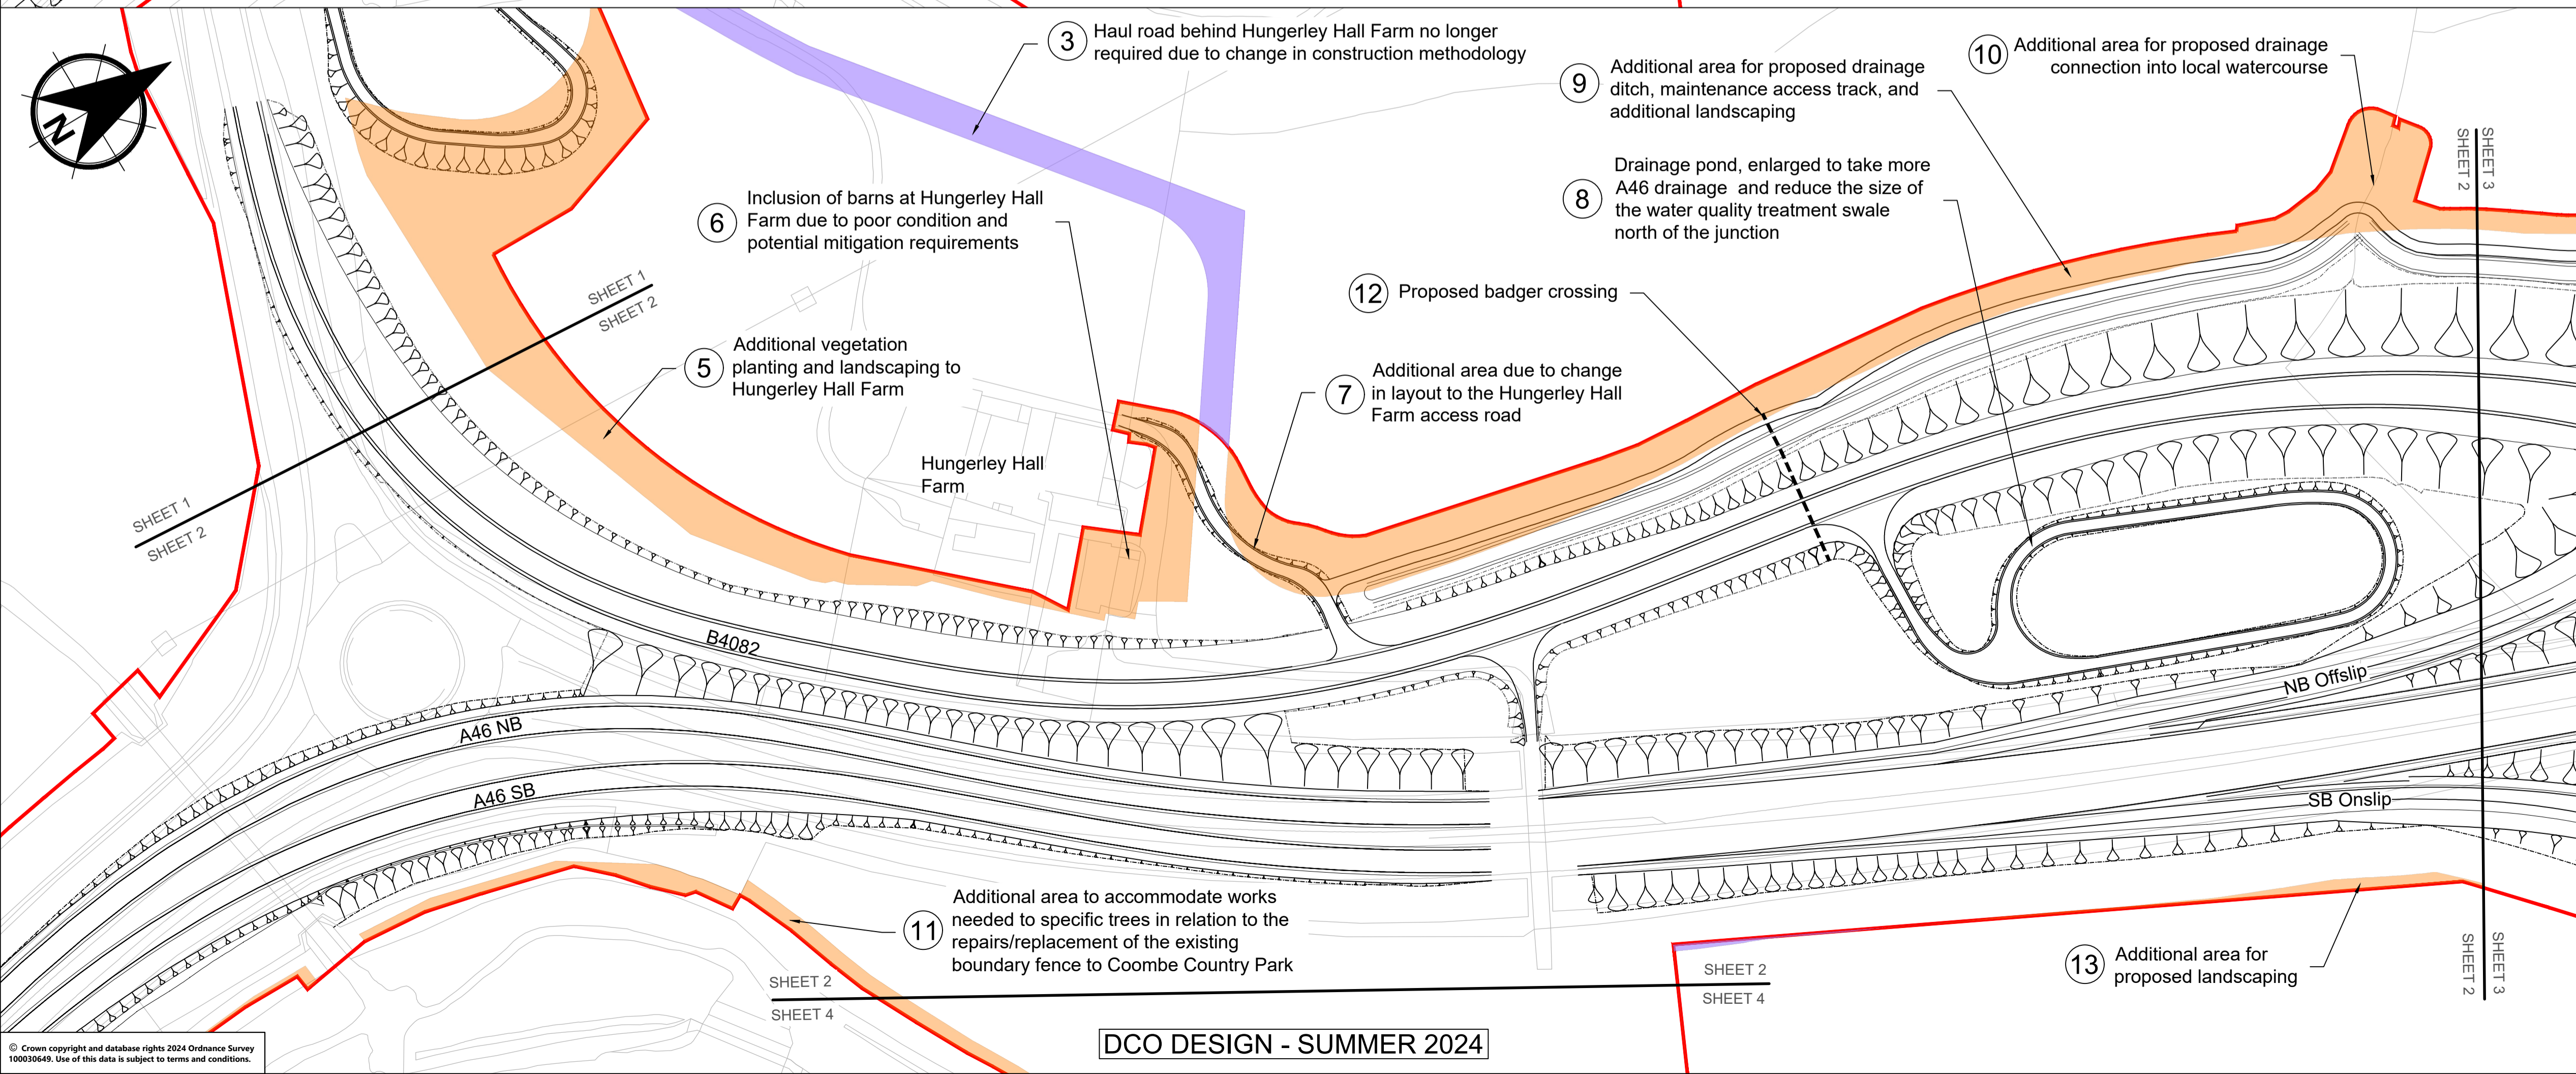 N
3
Haul road behind Hungerley Hall Farm no longer
required due to change in construction methodology
10
Additional area for proposed drainage
connection into local watercourse
9
Additional area for proposed drainage
ditch, maintenance access track, and
additional landscaping
8
Drainage pond, enlarged to take more
A46 drainage and reduce the size of
the water quality treatment swale
north of the junction
SHEET 3
SHEET 2
6
Inclusion of barns at Hungerley Hall
Farm due to poor condition and
potential mitigation requirements
SHEET 1
SHEET 2
12
Proposed badger crossing
5
Additional vegetation
planting and landscaping to
Hungerley Hall Farm
7
Additional area due to change
in layout to the Hungerley Hall
Farm access road
Hungerley Hall
Farm
SHEET 1
SHEET 2
B4082
NB Offslip
A46 NB
A46 SB
SB Onslip
11
Additional area to accommodate works
needed to specific trees in relation to the
repairs/replacement of the existing
boundary fence to Coombe Country Park
13
Additional area for
proposed landscaping
SHEET 3
SHEET 2
SHEET 2
SHEET 4
SHEET 2
SHEET 4
DCO DESIGN - SUMMER 2024
© Crown copyright and database rights 2024 Ordnance Survey
100030649. Use of this data is subject to terms and conditions.